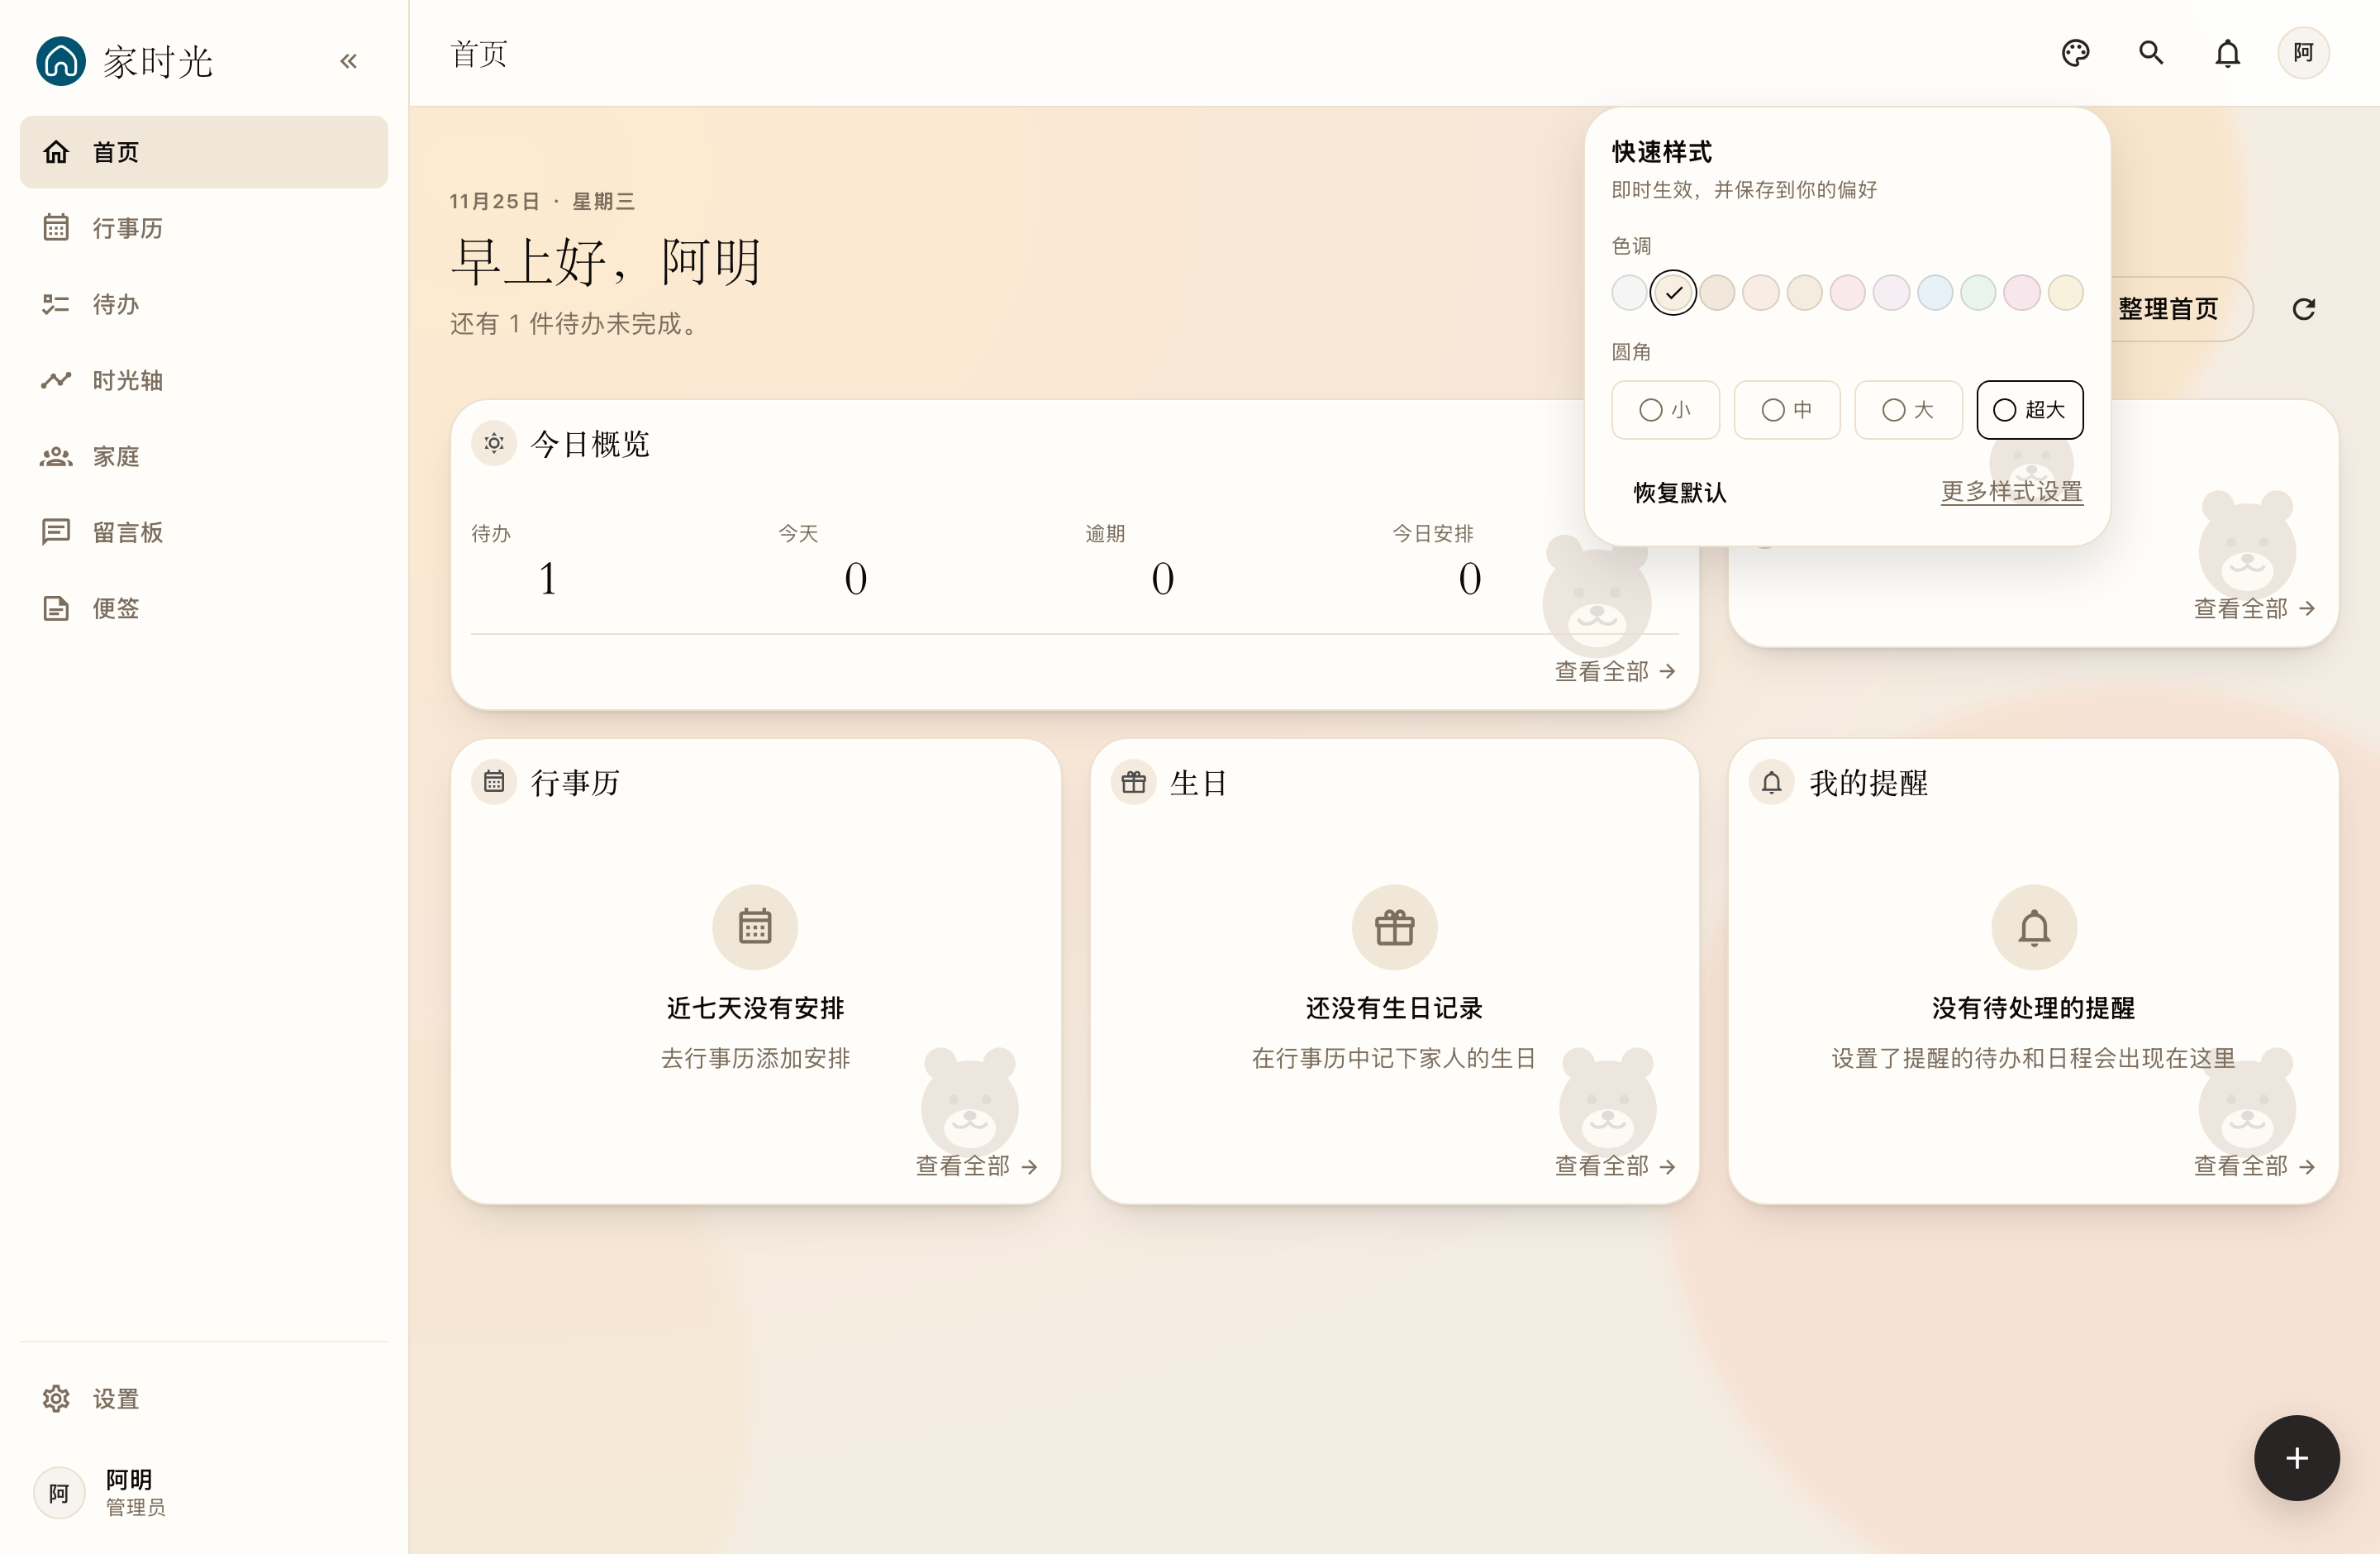 家时光
首页
行事历
待办
时光轴
家庭
留言板
便签
设置
阿
阿明
管理员
首页
阿
11月25日 · 星期三
早上好，阿明
还有 1 件待办未完成。
整理首页
快速样式
即时生效，并保存到你的偏好
色调
圆角
小
中
大
超大
恢复默认
更多样式设置
今日概览
待办
今天
逾期
今日安排
1
0
0
0
查看全部
查看全部
行事历
近七天没有安排
去行事历添加安排
查看全部
生日
还没有生日记录
在行事历中记下家人的生日
查看全部
我的提醒
没有待处理的提醒
设置了提醒的待办和日程会出现在这里
查看全部